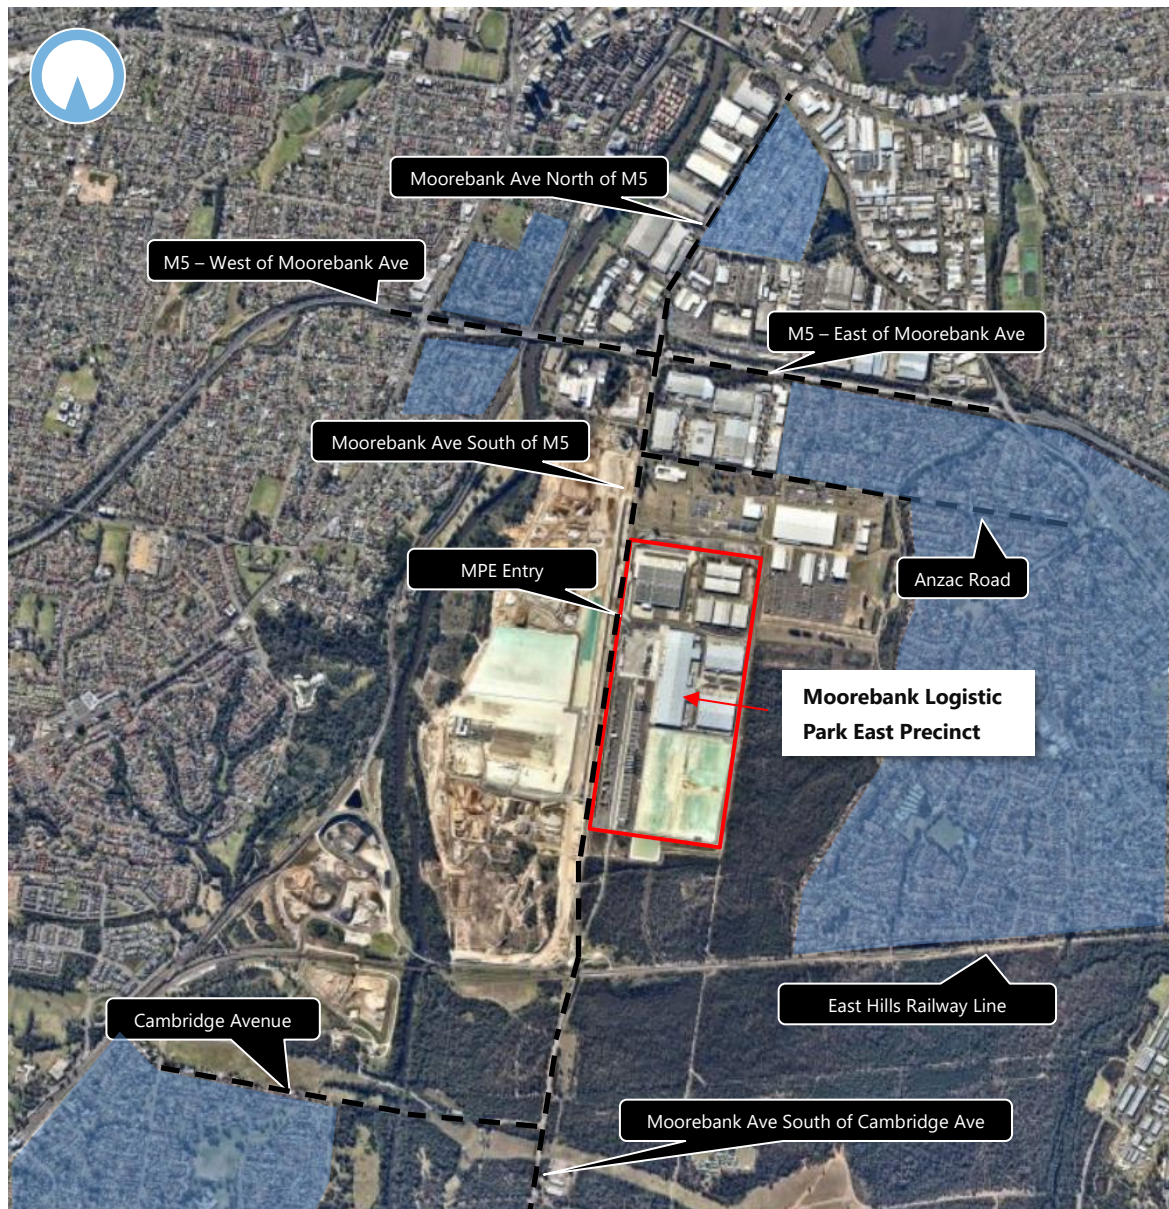 Moorebank Ave North of M5
M5 – West of Moorebank Ave
M5 – East of Moorebank Ave
Moorebank Ave South of M5
MPE Entry
Anzac Road
Moorebank Logistic
Park East Precinct
East Hills Railway Line
Cambridge Avenue
Moorebank Ave South of Cambridge Ave